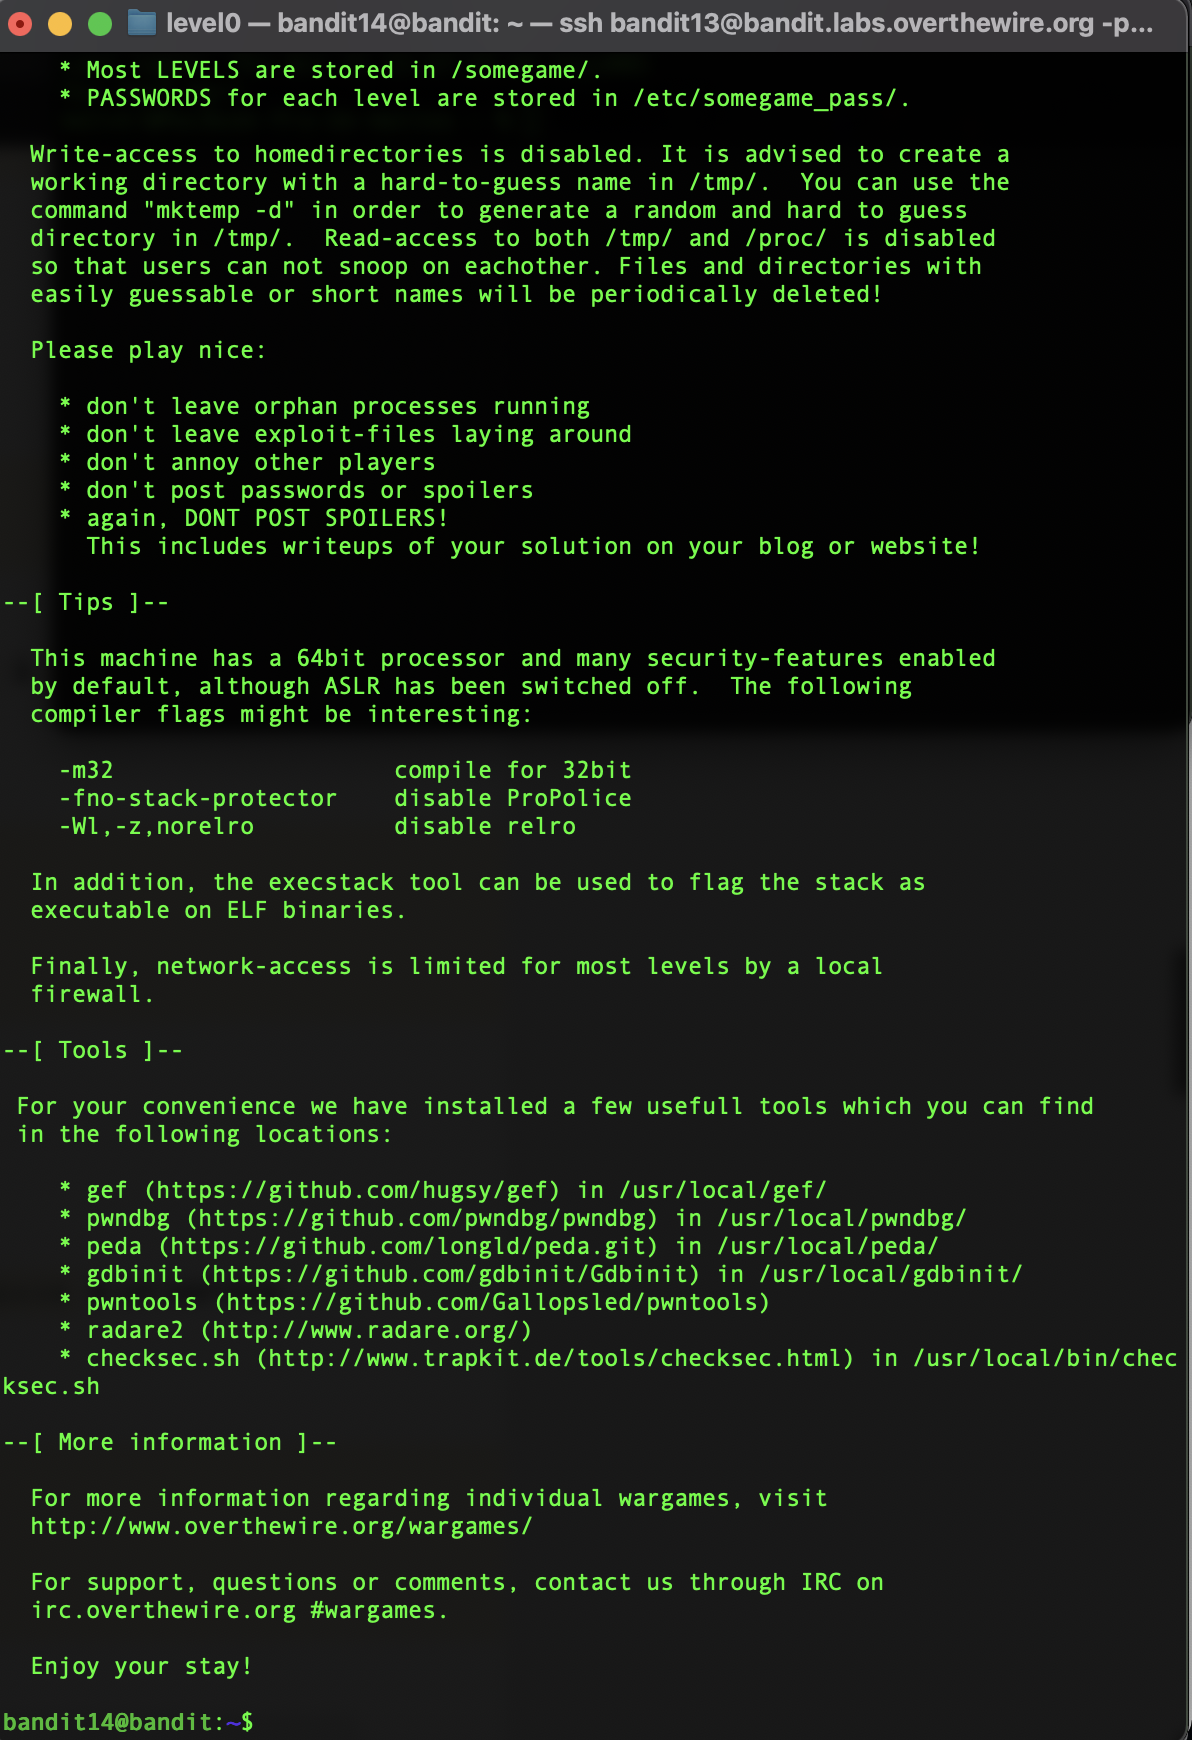 level0 — bandit14@bandit: ~ — ssh bandit13@bandit.labs.overthewire.org -p...
* Most LEVELS are stored in /somegame/.
* PASSWORDS for each level are stored in /etc/somegame_pass/.
Write-access to homedirectories is disabled. It is advised to create a
working directory with a hard-to-guess name in /tmp/.  You can use the
command "mktemp -d" in order to generate a random and hard to guess
directory in /tmp/.  Read-access to both /tmp/ and /proc/ is disabled
so that users can not snoop on eachother. Files and directories with
easily guessable or short names will be periodically deleted!
Please play nice:
* don't leave orphan processes running
* don't leave exploit-files laying around
* don't annoy other players
* don't post passwords or spoilers
* again, DONT POST SPOILERS!
This includes writeups of your solution on your blog or website!
--[ Tips ]--
This machine has a 64bit processor and many security-features enabled
by default, although ASLR has been switched off.  The following
compiler flags might be interesting:
-m32                    compile for 32bit
-fno-stack-protector    disable ProPolice
-Wl,-z,norelro          disable relro
In addition, the execstack tool can be used to flag the stack as
executable on ELF binaries.
Finally, network-access is limited for most levels by a local
firewall.
--[ Tools ]--
For your convenience we have installed a few usefull tools which you can find
in the following locations:
* gef (https://github.com/hugsy/gef) in /usr/local/gef/
* pwndbg (https://github.com/pwndbg/pwndbg) in /usr/local/pwndbg/
* peda (https://github.com/longld/peda.git) in /usr/local/peda/
* gdbinit (https://github.com/gdbinit/Gdbinit) in /usr/local/gdbinit/
* pwntools (https://github.com/Gallopsled/pwntools)
* radare2 (http://www.radare.org/)
* checksec.sh (http://www.trapkit.de/tools/checksec.html) in /usr/local/bin/chec
ksec.sh
--[ More information ]--
For more information regarding individual wargames, visit
http://www.overthewire.org/wargames/
For support, questions or comments, contact us through IRC on
irc.overthewire.org #wargames.
Enjoy your stay!
bandit14@bandit:~$